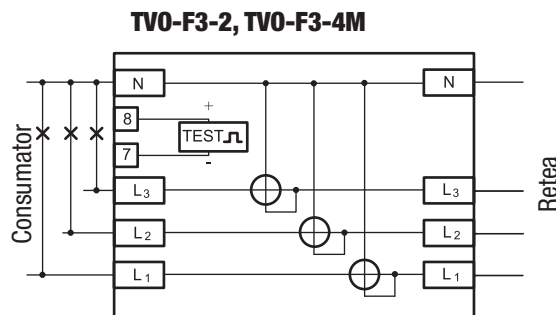 TVO-F3-2, TVO-F3-4M
N
N
8
+
TEST
7
-
Consumator
Retea
L3
L3
L2
L2
L1
L1